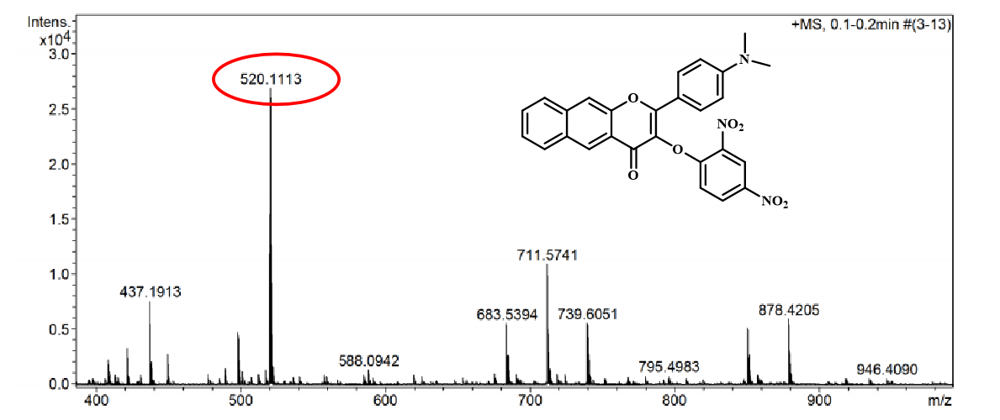 Intens.
x10⁴
+MS, 0.1-0.2min #(3-13)
3.0
2.5
2.0
1.5
1.0
0.5
0.0
520.1113
437.1913
588.0942
683.5394
711.5741
739.6051
795.4983
878.4205
946.4090
N
O
NO₂
O
O
NO₂
400
500
600
700
800
900
m/z